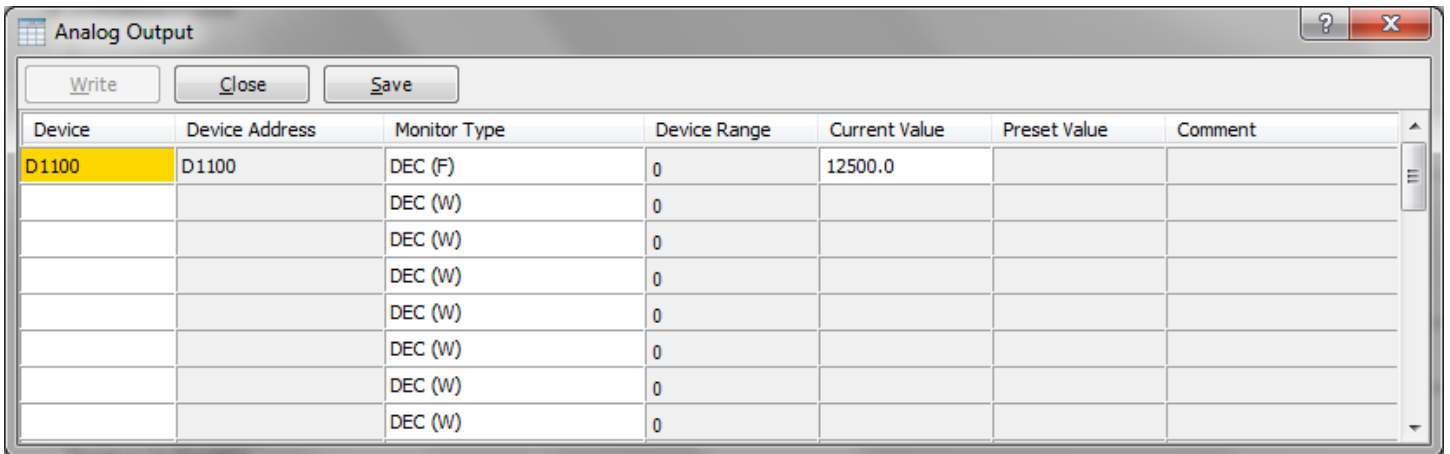 Analog Output
?
X
Write Close Save
Device Device Address Monitor Type Device Range Current Value Preset Value Comment
D1100 D1100 DEC (F) 0 12500.0
DEC (W) 0
DEC (W) 0
DEC (W) 0
DEC (W) 0
DEC (W) 0
DEC (W) 0
DEC (W) 0